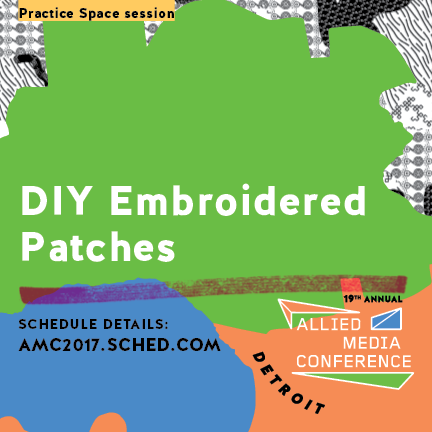 Practice Space session
DIY Embroidered
Patches
19TH ANNUAL
SCHEDULE DETAILS:
AMC2017.SCHED.COM
ALLIED
MEDIA
CONFERENCE
DETROIT